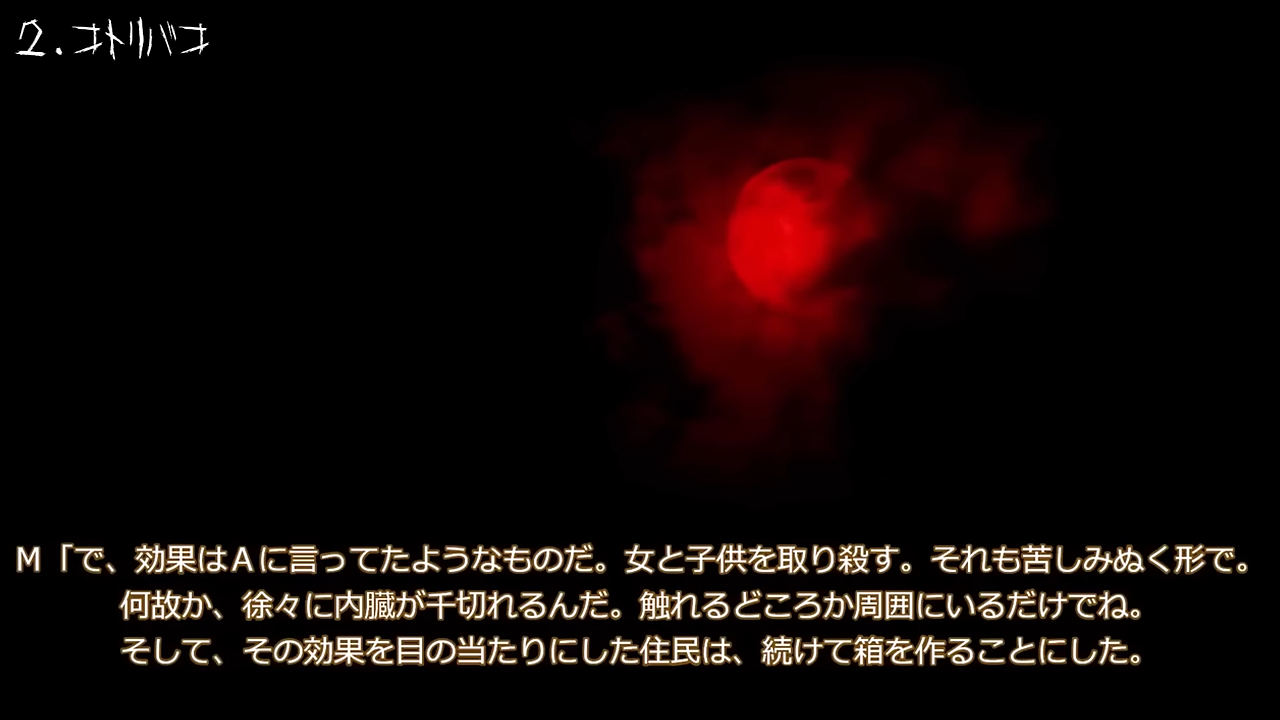 2.コトリバコ
M「で、効果はAに言ってたようなものだ。女と子供を取り殺す。それも苦しみぬく形で。
何故か、徐々に内臓が千切れるんだ。触れるどころか周囲にいるだけでね。
そして、その効果を目の当たりにした住民は、続けて箱を作ることにした。